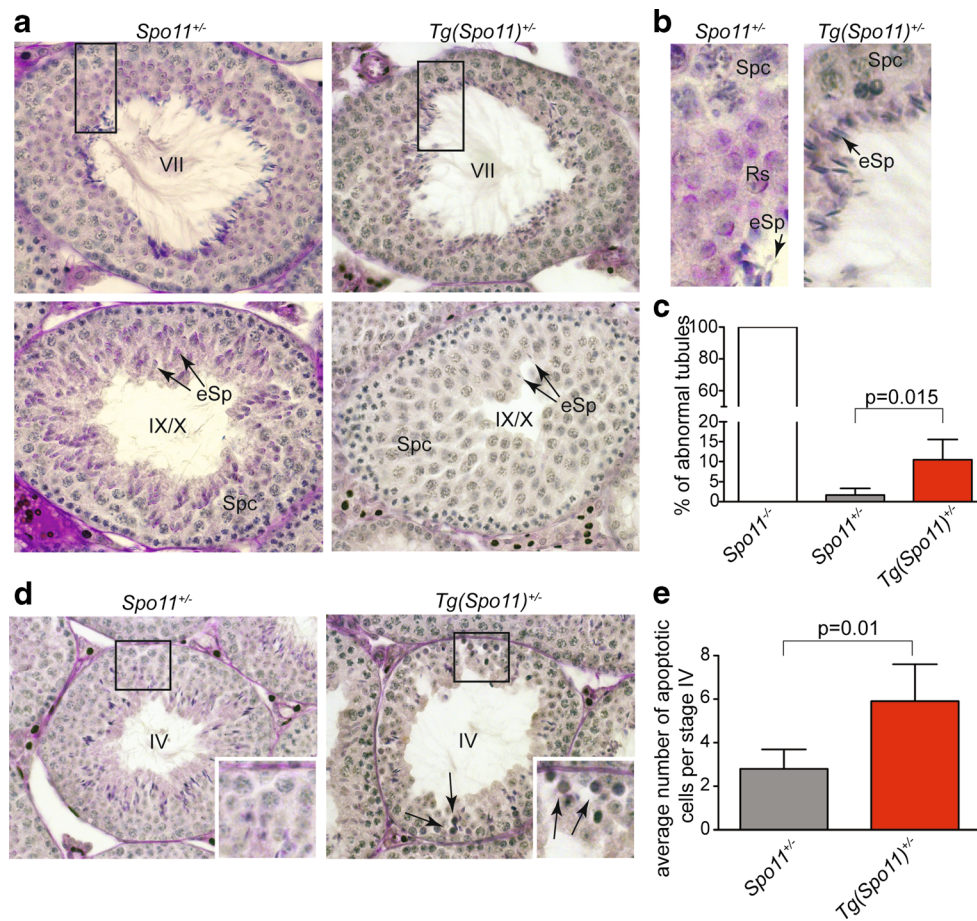 a
Spo11+/-
Tg(Spo11)+/-
VII
VII
eSp
IX/X
Spc
eSp
IX/X
Spc
b
Spo11+/-
Tg(Spo11)+/-
Spc
Rs
eSp
Spc
eSp
c
% of abnormal tubules
100
80
60
40
20
15
10
5
0
p=0.015
Spo11-/-
Spo11+/-
Tg(Spo11)+/-
d
Spo11+/-
Tg(Spo11)+/-
IV
IV
e
average number of apoptotic
cells per stage IV
8
6
4
2
0
p=0.01
Spo11+/-
Tg(Spo11)+/-